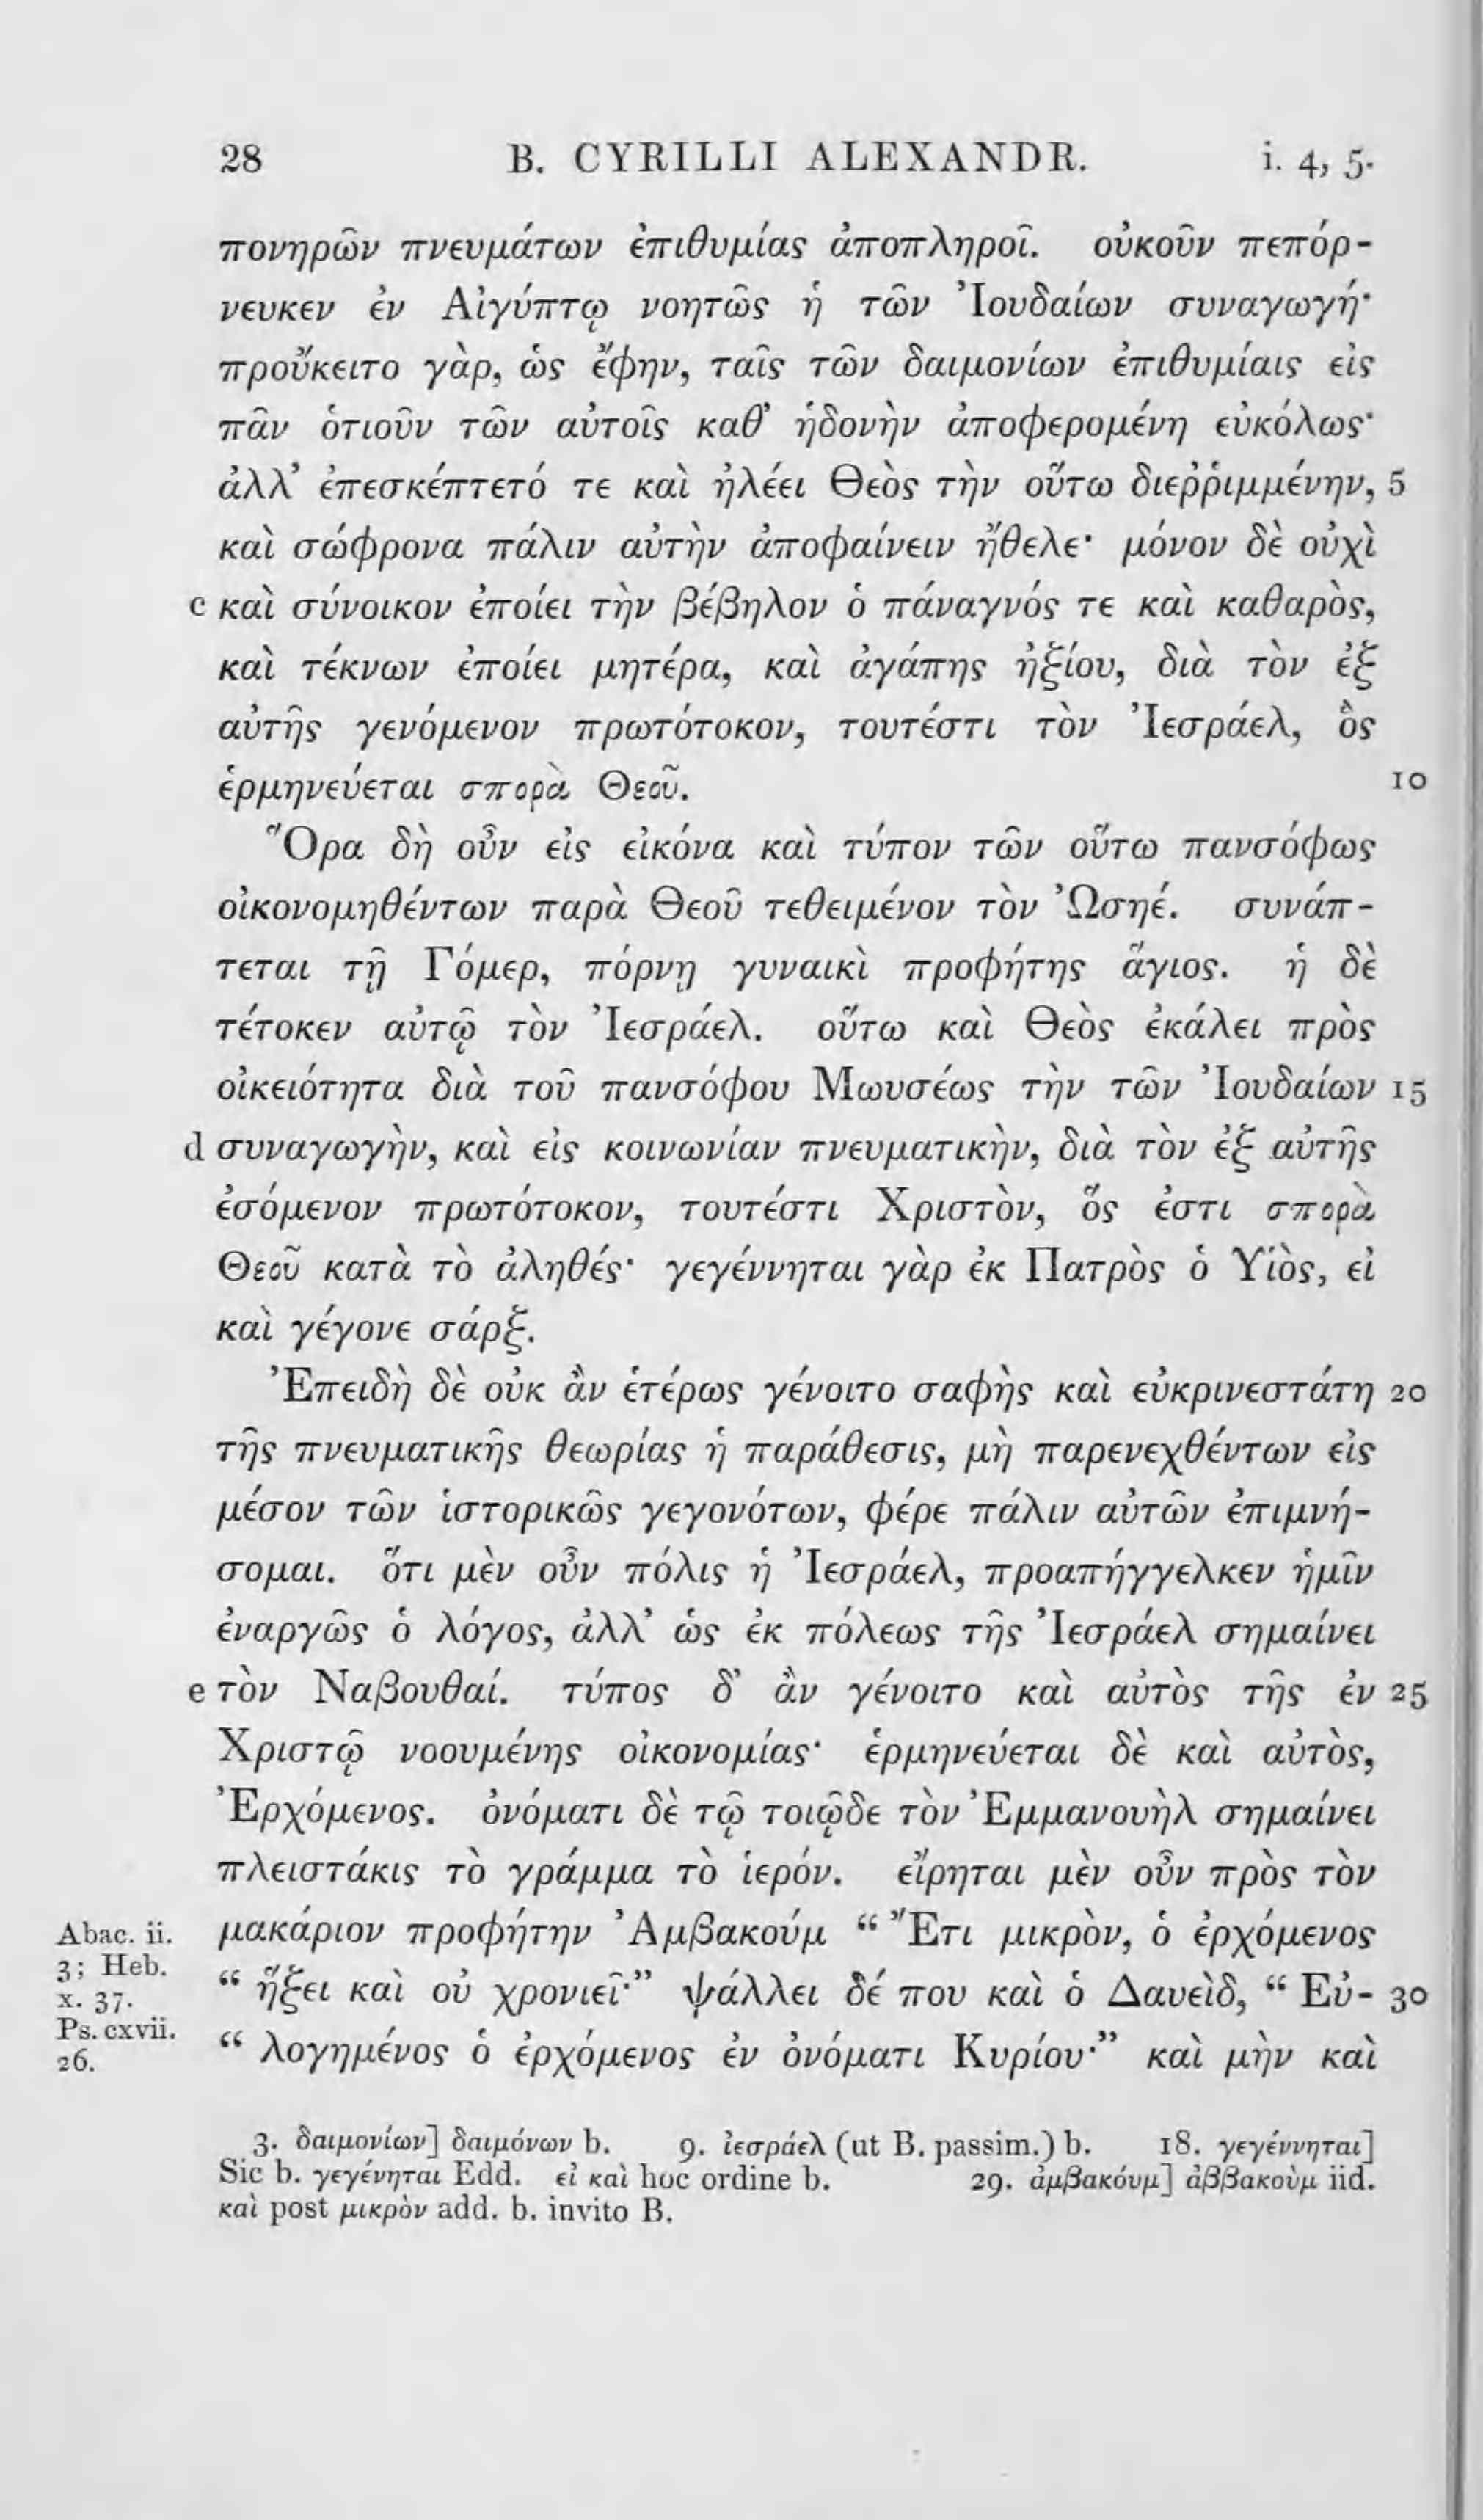 28 B. CYRILLI ALEXANDR. i. 4, 5.
πονηρῶν πνευμάτων ἐπιθυμίας ἀποπληροῖ. οὐκοῦν πεπόρ-
νευκεν ἐν Αἰγύπτῳ νοητῶς ἡ τῶν Ἰουδαίων συναγωγή·
προὔκειτο γὰρ, ὡς ἔφην, ταῖς τῶν δαιμονίων ἐπιθυμίαις εἰς
πᾶν ὁτιοῦν τῶν αὐτοῖς καθ’ ἡδονὴν ἀποφερομένη εὐκόλως·
ἀλλ’ ἐπεσκέπτετό τε καὶ ἠλέει Θεὸς τὴν οὕτω διεῤῥιμμένην, 5
καὶ σώφρονα πάλιν αὐτὴν ἀποφαίνειν ἤθελε· μόνον δὲ οὐχὶ
c καὶ σύνοικον ἐποίει τὴν βέβηλον ὁ πάναγνός τε καὶ καθαρὸς,
καὶ τέκνων ἐποίει μητέρα, καὶ ἀγάπης ἠξίου, διὰ τὸν ἐξ
αὐτῆς γενόμενον πρωτότοκον, τουτέστι τὸν Ἰεσράελ, ὃς
ἑρμηνεύεται σπορὰ Θεοῦ. 10
Ὅρα δὴ οὖν εἰς εἰκόνα καὶ τύπον τῶν οὕτω πανσόφως
οἰκονομηθέντων παρὰ Θεοῦ τεθειμένον τὸν Ὠσηέ. συνάπ-
τεται τῇ Γόμερ, πόρνῃ γυναικὶ προφήτης ἅγιος. ἡ δὲ
τέτοκεν αὐτῷ τὸν Ἰεσράελ. οὕτω καὶ Θεὸς ἐκάλει πρὸς
οἰκειότητα διὰ τοῦ πανσόφου Μωυσέως τὴν τῶν Ἰουδαίων 15
d συναγωγὴν, καὶ εἰς κοινωνίαν πνευματικὴν, διὰ τὸν ἐξ αὐτῆς
ἐσόμενον πρωτότοκον, τουτέστι Χριστὸν, ὅς ἐστι σπορὰ
Θεοῦ κατὰ τὸ ἀληθές· γεγέννηται γὰρ ἐκ Πατρὸς ὁ Υἱὸς, εἰ
καὶ γέγονε σάρξ.
Ἐπειδὴ δὲ οὐκ ἂν ἑτέρως γένοιτο σαφὴς καὶ εὐκρινεστάτη 20
τῆς πνευματικῆς θεωρίας ἡ παράθεσις, μὴ παρενεχθέντων εἰς
μέσον τῶν ἱστορικῶς γεγονότων, φέρε πάλιν αὐτῶν ἐπιμνή-
σομαι. ὅτι μὲν οὖν πόλις ἡ Ἰεσράελ, προαπήγγελκεν ἡμῖν
ἐναργῶς ὁ λόγος, ἀλλ’ ὡς ἐκ πόλεως τῆς Ἰεσράελ σημαίνει
e τὸν Ναβουθαί. τύπος δ’ ἂν γένοιτο καὶ αὐτὸς τῆς ἐν 25
Χριστῷ νοουμένης οἰκονομίας· ἑρμηνεύεται δὲ καὶ αὐτὸς,
Ἐρχόμενος. ὀνόματι δὲ τῷ τοιῷδε τὸν Ἐμμανουὴλ σημαίνει
πλειστάκις τὸ γράμμα τὸ ἱερόν. εἴρηται μὲν οὖν πρὸς τὸν
Abac. ii. μακάριον προφήτην Ἀμβακούμ “ Ἔτι μικρὸν, ὁ ἐρχόμενος
3; Heb.
x. 37. “ ἥξει καὶ οὐ χρονιεῖ·” ψάλλει δέ που καὶ ὁ Δαυεὶδ, “ Εὐ- 30
Ps. cxvii.
26. “ λογημένος ὁ ἐρχόμενος ἐν ὀνόματι Κυρίου·” καὶ μὴν καὶ
3. δαιμονίων] δαιμόνων b. 9. ἰεσράελ (ut B. passim.) b. 18. γεγέννηται]
Sic b. γεγένηται Edd. εἰ καὶ hoc ordine b. 29. ἀμβακόυμ] ἀββακοὺμ iid.
καὶ post μικρὸν add. b. invito B.